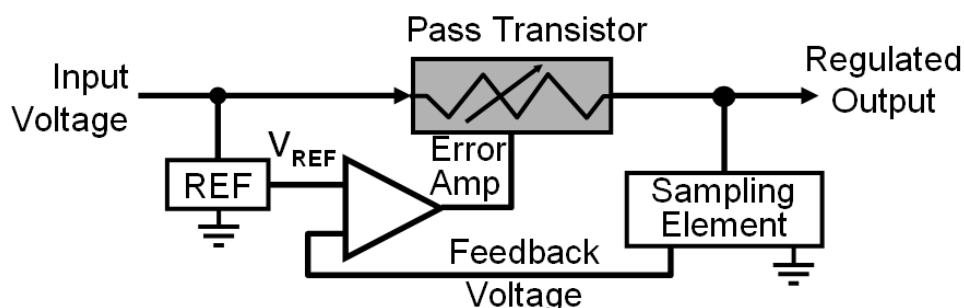 Pass Transistor
Input
Voltage
Regulated
Output
VREF
REF
Error
Amp
Sampling
Element
Feedback
Voltage